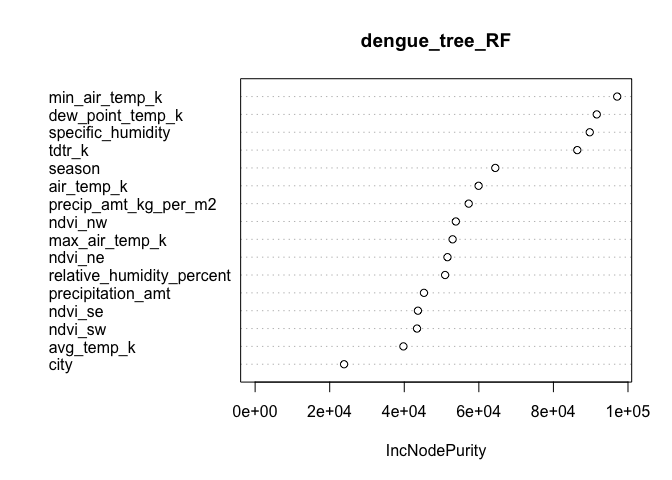 dengue_tree_RF
min_air_temp_k
dew_point_temp_k
specific_humidity
tdtr_k
season
air_temp_k
precip_amt_kg_per_m2
ndvi_nw
max_air_temp_k
ndvi_ne
relative_humidity_percent
precipitation_amt
ndvi_se
ndvi_sw
avg_temp_k
city
0e+00 2e+04 4e+04 6e+04 8e+04 1e+05
IncNodePurity